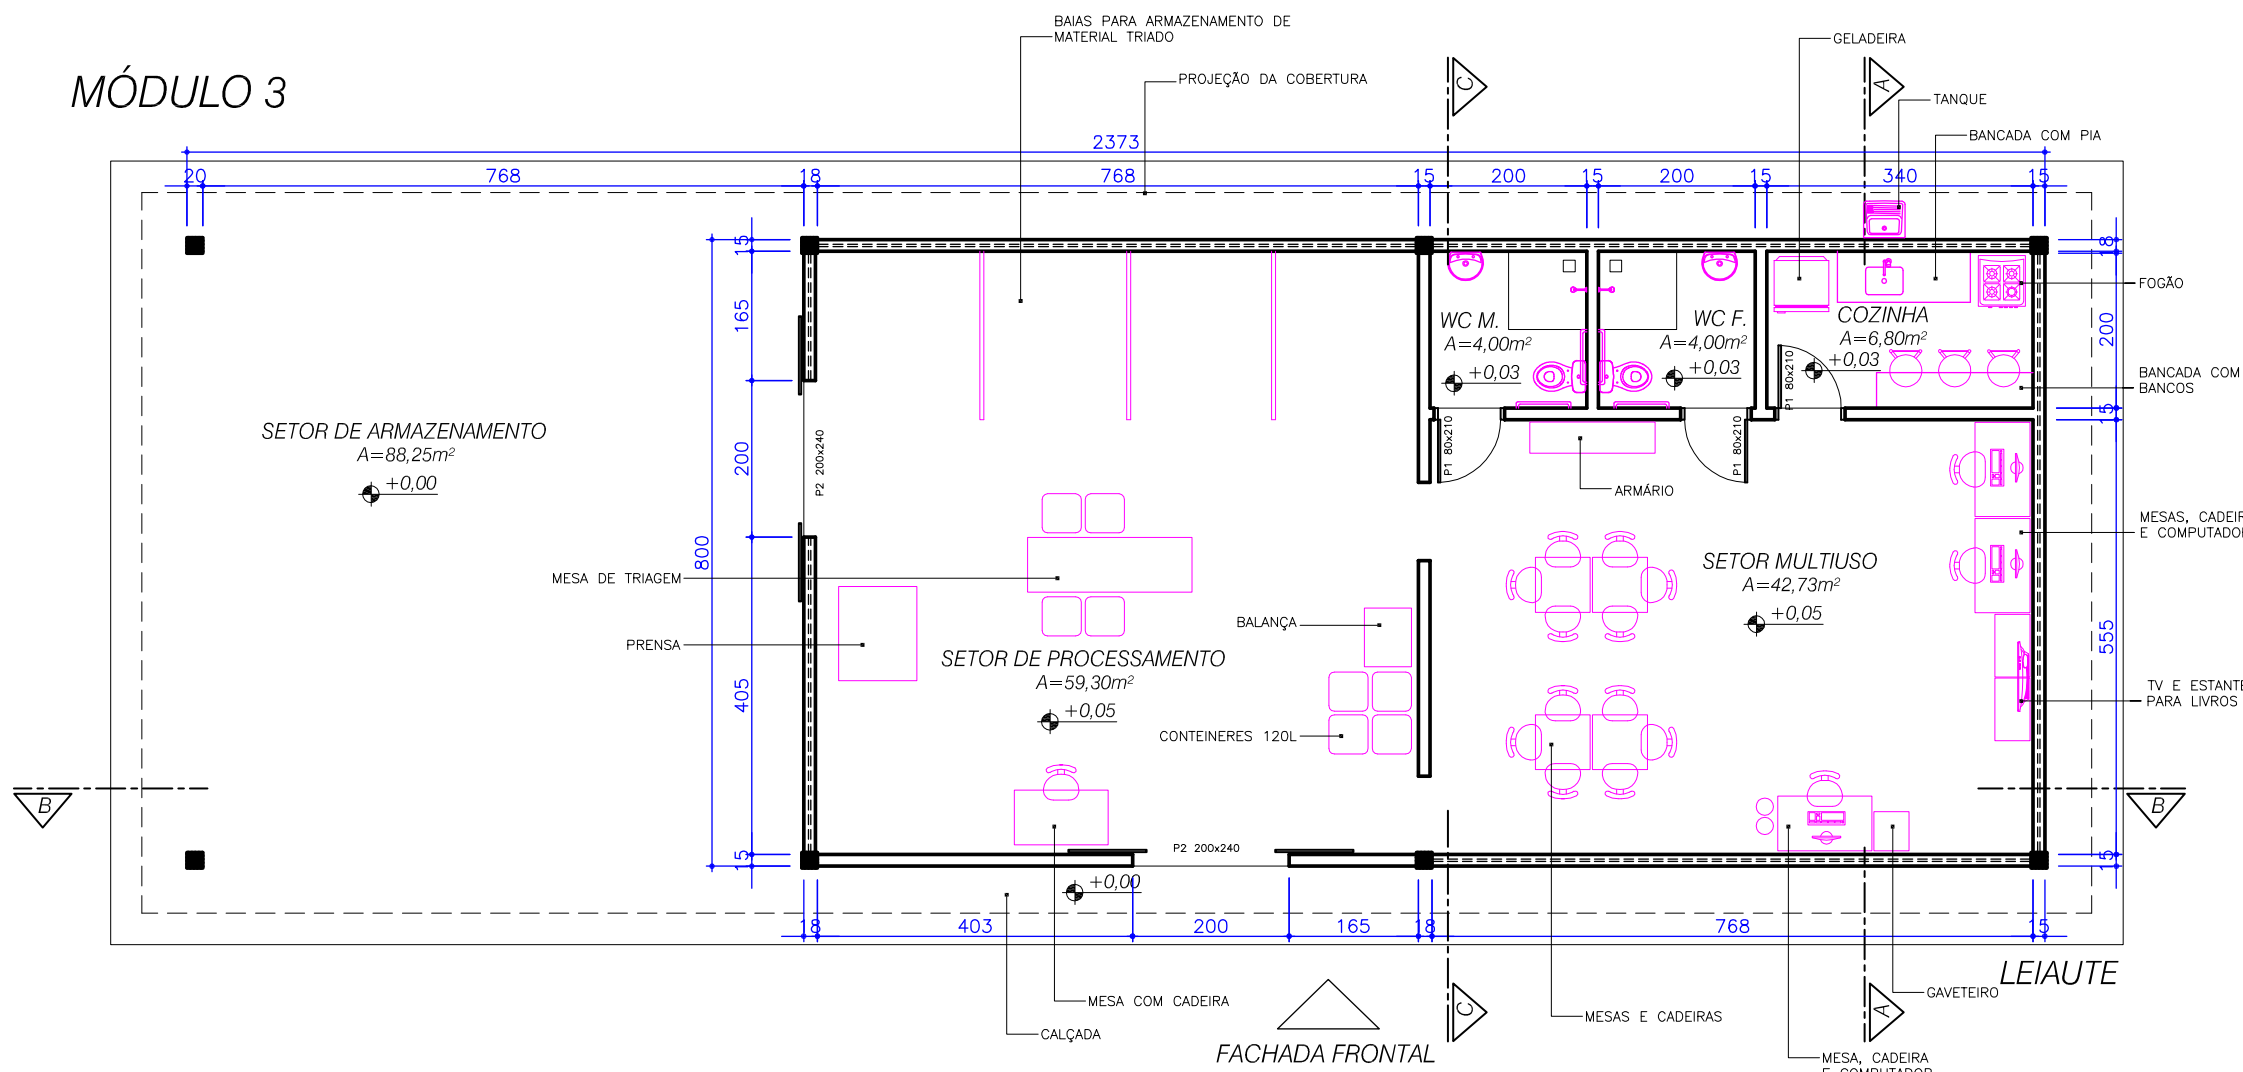 BAIAS PARA ARMAZENAMENTO DE
MATERIAL TRIADO
GELADEIRA
C
A
MÓDULO 3
PROJEÇÃO DA COBERTURA
TANQUE
BANCADA COM PIA
2373
20
768
18
768
15
200
15
200
15
340
15
15
18
165
200
FOGÃO
WC M.
A=4,00m²
+0,03
WC F.
A=4,00m²
+0,03
COZINHA
A=6,80m²
+0,03
P1 80x210
BANCADA COM
BANCOS
15
SETOR DE ARMAZENAMENTO
A=88,25m²
+0,00
200
P2 200x240
P1 80x210
P1 80x210
ARMÁRIO
MESAS, CADEIR
E COMPUTADO
800
MESA DE TRIAGEM
SETOR MULTIUSO
A=42,73m²
+0,05
BALANÇA
PRENSA
SETOR DE PROCESSAMENTO
A=59,30m²
+0,05
555
405
TV E ESTANTE
PARA LIVROS
CONTEINERES 120L
B
B
15
P2 200x240
15
+0,00
18
403
200
165
18
768
15
LEIAUTE
MESA COM CADEIRA
GAVETEIRO
C
A
MESAS E CADEIRAS
CALÇADA
FACHADA FRONTAL
MESA, CADEIRA
E COMPUTADOR